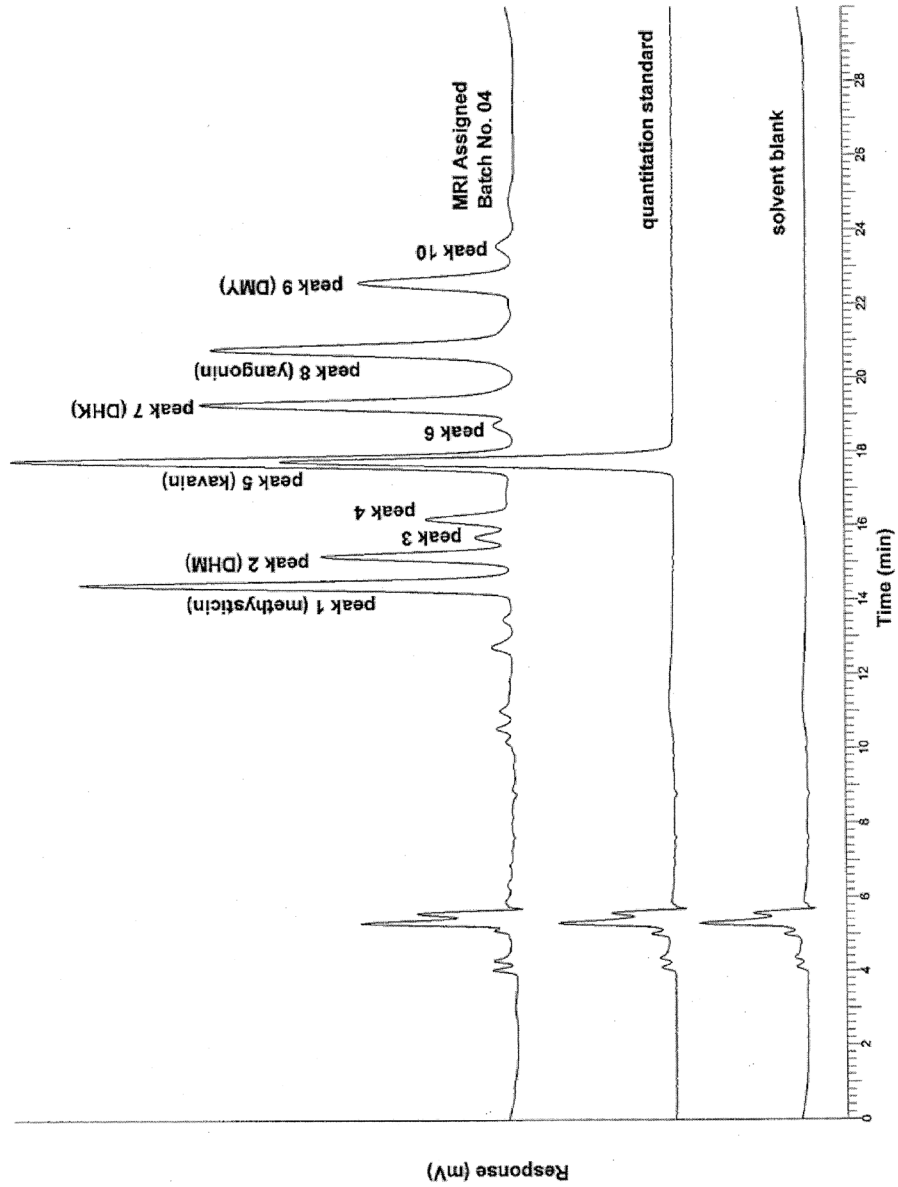 Response (mV)
MRI Assigned
Batch No. 04
quantitation standard
solvent blank
peak 1 (methysticin)
peak 2 (DHM)
peak 3
peak 4
peak 5 (kavain)
peak 6
peak 7 (DHK)
peak 8 (yangonin)
peak 9 (DMY)
peak 10
0
2
4
6
8
10
12
14
16
18
20
22
24
26
28
Time (min)